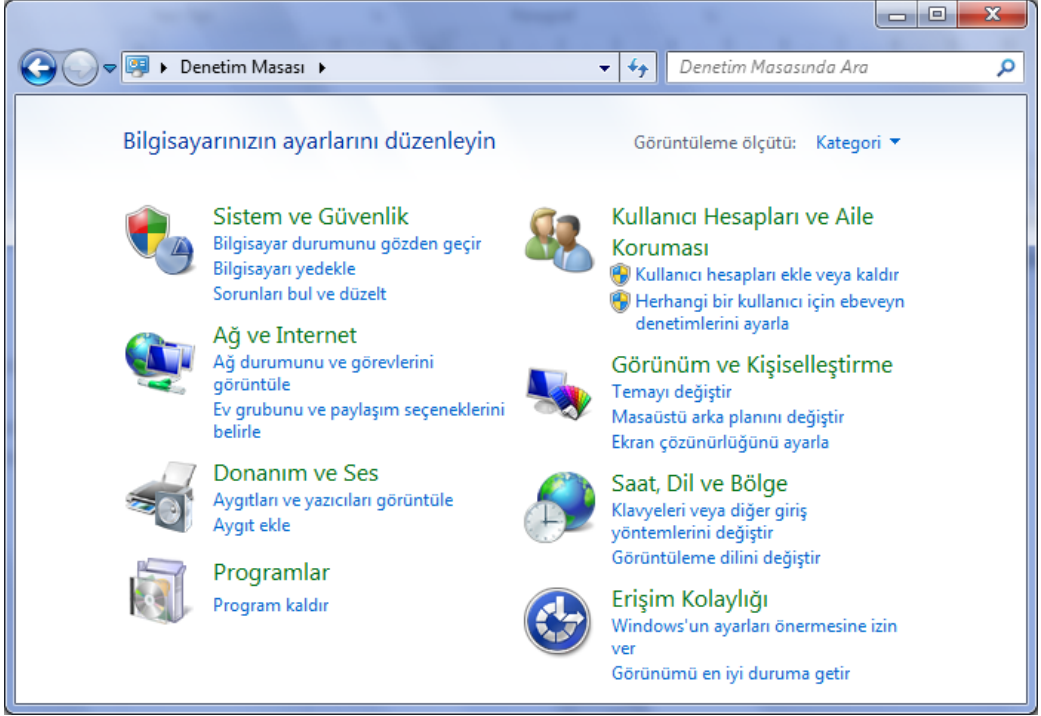 Denetim Masası
Denetim Masasında Ara
Bilgisayarınızın ayarlarını düzenleyin
Görüntüleme ölçütü: Kategori
Sistem ve Güvenlik
Bilgisayar durumunu gözden geçir
Bilgisayarı yedekle
Sorunları bul ve düzelt
Ağ ve Internet
Ağ durumunu ve görevlerini
görüntüle
Ev grubunu ve paylaşım seçeneklerini
belirle
Donanım ve Ses
Aygıtları ve yazıcıları görüntüle
Aygıt ekle
Programlar
Program kaldır
Kullanıcı Hesapları ve Aile
Koruması
Kullanıcı hesapları ekle veya kaldır
Herhangi bir kullanıcı için ebeveyn
denetimlerini ayarla
Görünüm ve Kişiselleştirme
Temayı değiştir
Masaüstü arka planını değiştir
Ekran çözünürlüğünü ayarla
Saat, Dil ve Bölge
Klavyeleri veya diğer giriş
yöntemlerini değiştir
Görüntüleme dilini değiştir
Erişim Kolaylığı
Windows'un ayarları önermesine izin
ver
Görünümü en iyi duruma getir